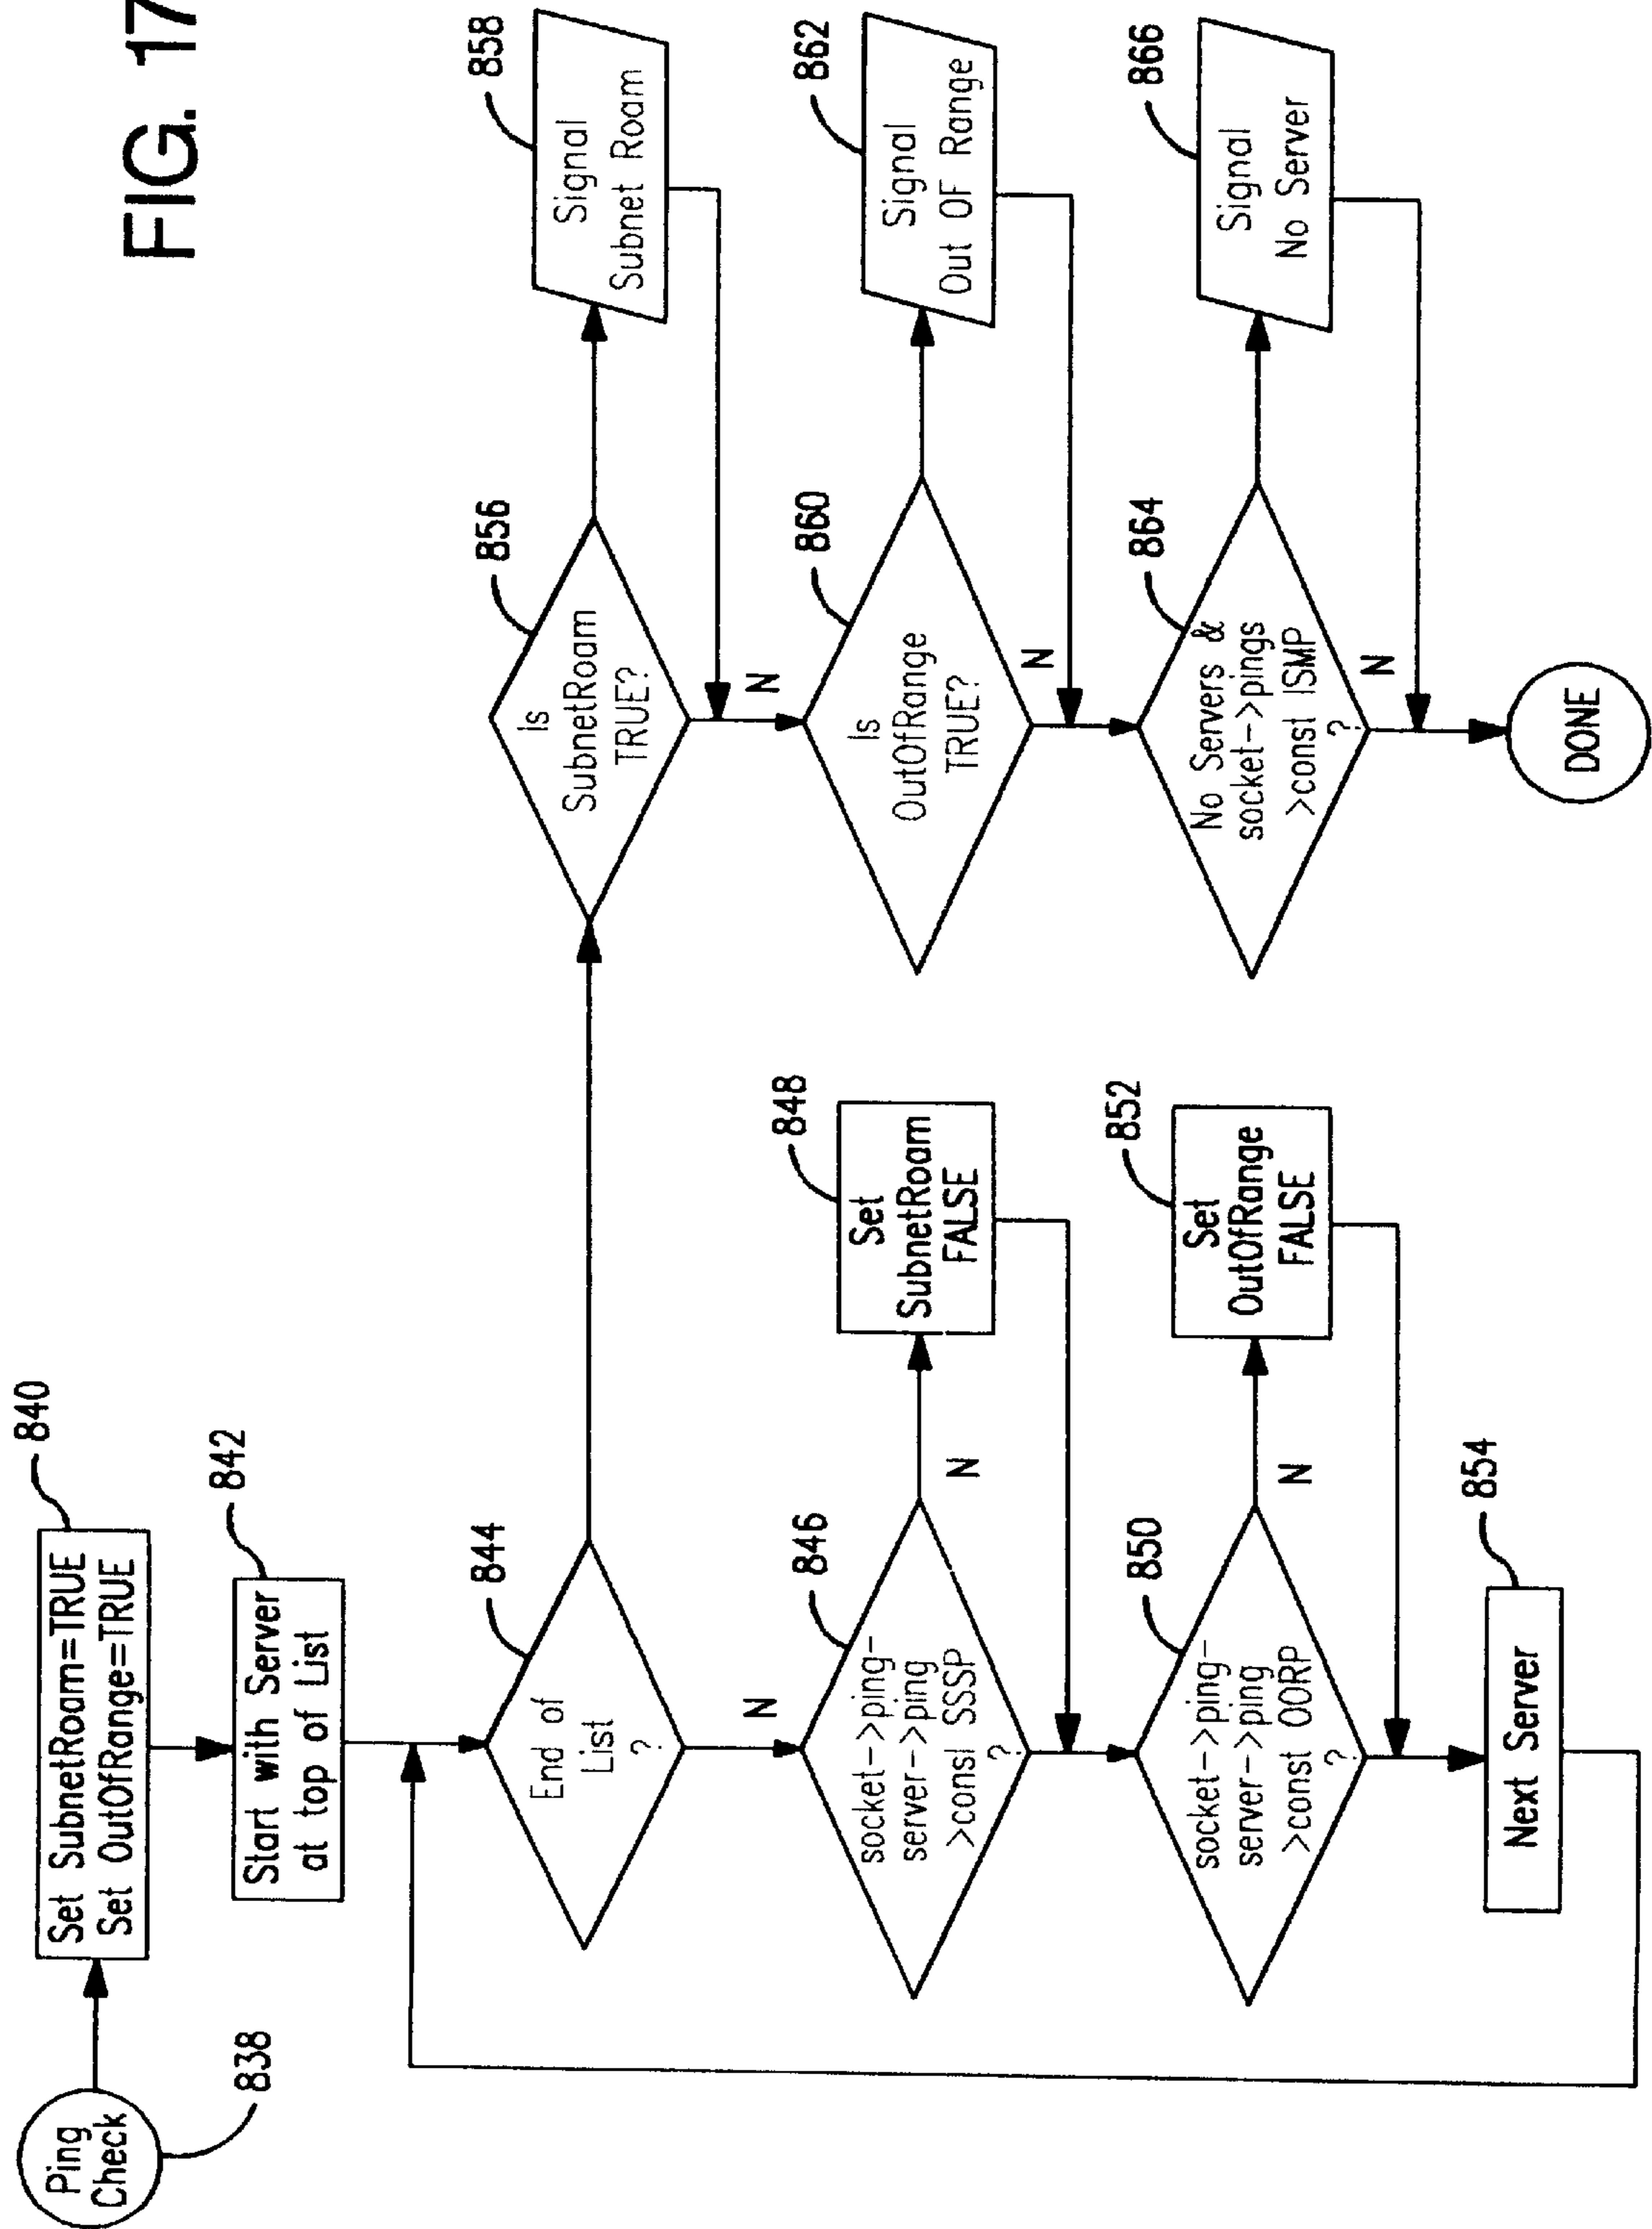 FIG. 17
Ping
Check
838
Set SubnetRoam=TRUE
Set OutOfRange=TRUE
840
Start with Server
at top of List
842
End of
List
?
844
N
socket->ping-
server->ping
>const SSSP
?
846
N
Set
SubnetRoam
FALSE
848
socket->ping-
server->ping
>const OORP
?
850
N
Set
OutOfRange
FALSE
852
Next Server
854
Is
SubnetRoam
TRUE?
856
N
Signal
Subnet Roam
858
Is
OutOfRange
TRUE?
860
N
Signal
Out OF Range
862
No Servers &
socket->pings
>const ISMP
?
864
N
Signal
No Server
866
DONE